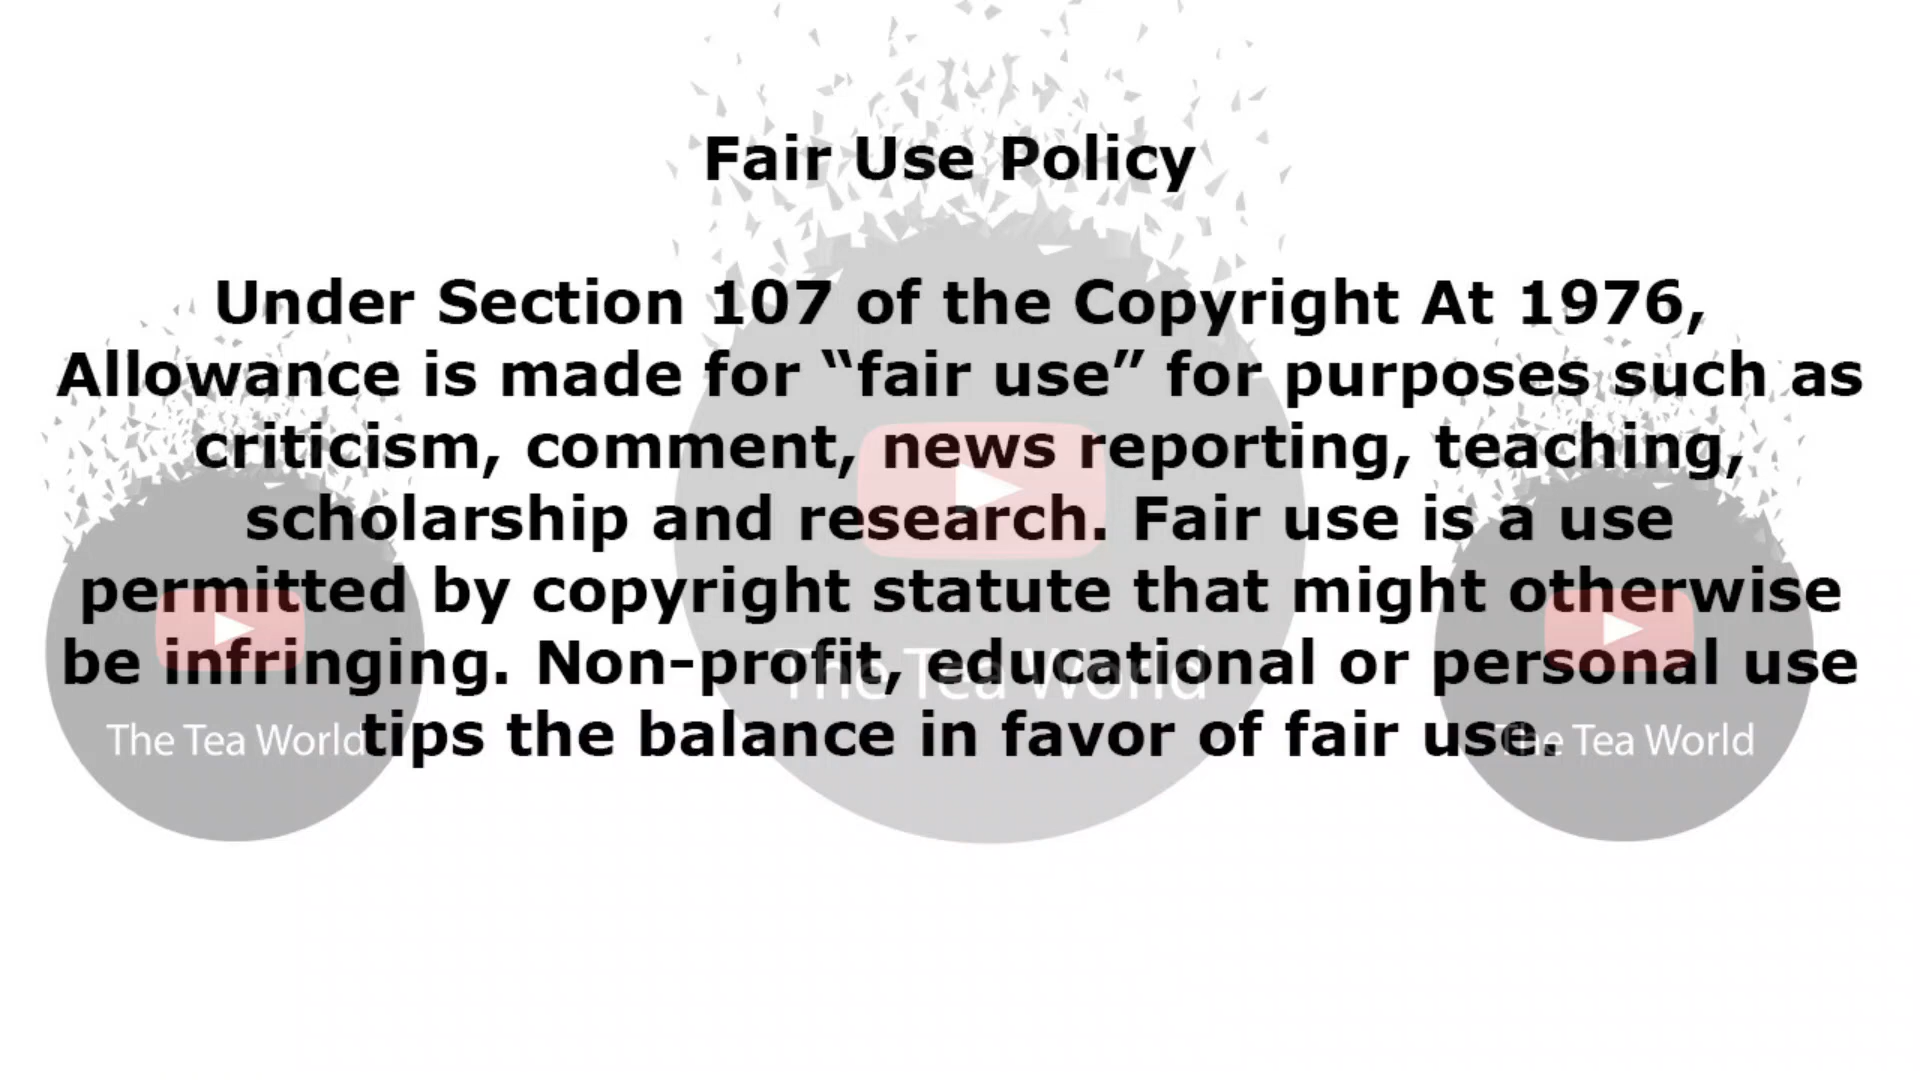 Fair Use Policy
Under Section 107 of the Copyright At 1976,
Allowance is made for “fair use” for purposes such as
criticism, comment, news reporting, teaching,
scholarship and research. Fair use is a use
permitted by copyright statute that might otherwise
be infringing. Non-profit, educational or personal use
tips the balance in favor of fair use.
The Tea World
The Tea World
The Tea World